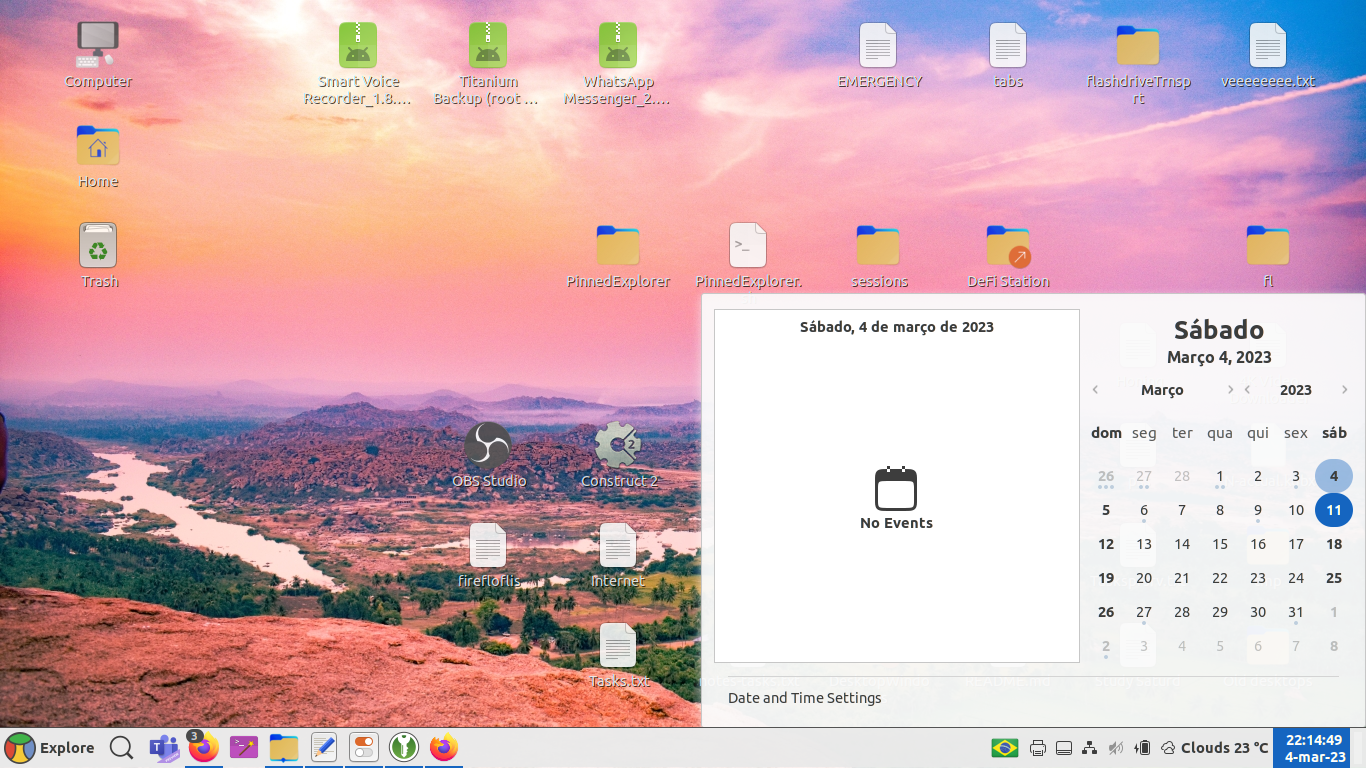 Computer
Smart Voice
Recorder_1.8....
Titanium
Backup (root ...
WhatsApp
Messenger_2....
EMERGENCY
tabs
flashdriveTrnsp
rt
veeeeeeee.txt
Home
Trash
PinnedExplorer
PinnedExplorer.
sessions
DeFi Station
fl
OBS Studio
Construct 2
firefloflis
Internet
Tasks.txt
Sábado, 4 de março de 2023
No Events
Sábado
Março 4, 2023
Março 2023
dom seg ter qua qui sex sáb
26 27 28 1 2 3 4
5 6 7 8 9 10 11
12 13 14 15 16 17 18
19 20 21 22 23 24 25
26 27 28 29 30 31 1
2 3 4 5 6 7 8
Date and Time Settings
Explore
3
Clouds 23 °C
22:14:49
4-mar-23